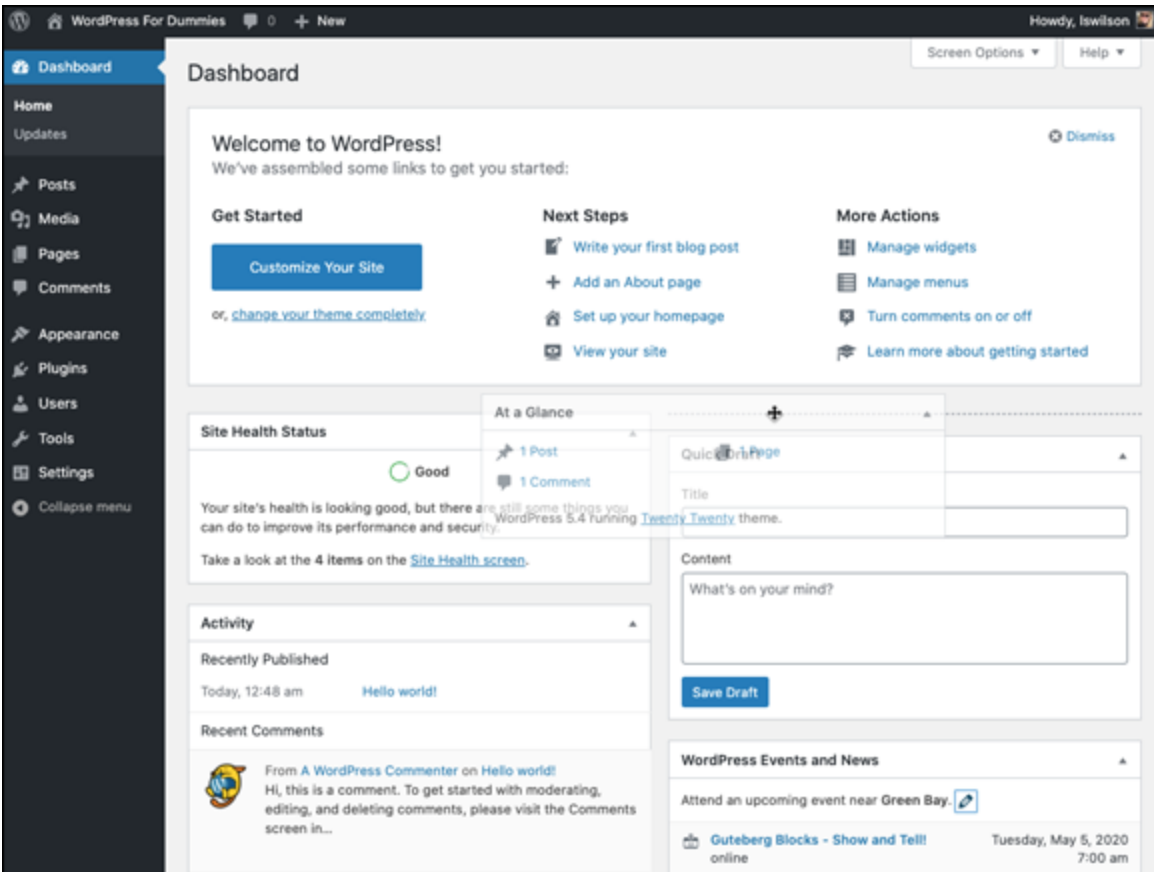 WordPress For Dummies 0 New Howdy, lswilson
Dashboard
Home
Updates
Posts
Media
Pages
Comments
Appearance
Plugins
Users
Tools
Settings
Collapse menu
Screen Options Help
Dashboard
Welcome to WordPress!
We've assembled some links to get you started:
Dismiss
Get Started
Customize Your Site
or, change your theme completely
Next Steps
Write your first blog post
Add an About page
Set up your homepage
View your site
More Actions
Manage widgets
Manage menus
Turn comments on or off
Learn more about getting started
At a Glance
1 Post
1 Page
1 Comment
WordPress 5.4 running Twenty Twenty theme.
Site Health Status
Good
Your site's health is looking good, but there are still some things you
can do to improve its performance and security.
Take a look at the 4 items on the Site Health screen.
Activity
Recently Published
Today, 12:48 am Hello world!
Recent Comments
From A WordPress Commenter on Hello world!
Hi, this is a comment. To get started with moderating,
editing, and deleting comments, please visit the Comments
screen in...
Quick Draft
Title
Content
What's on your mind?
Save Draft
WordPress Events and News
Attend an upcoming event near Green Bay.
Guteberg Blocks - Show and Tell!
online
Tuesday, May 5, 2020
7:00 am